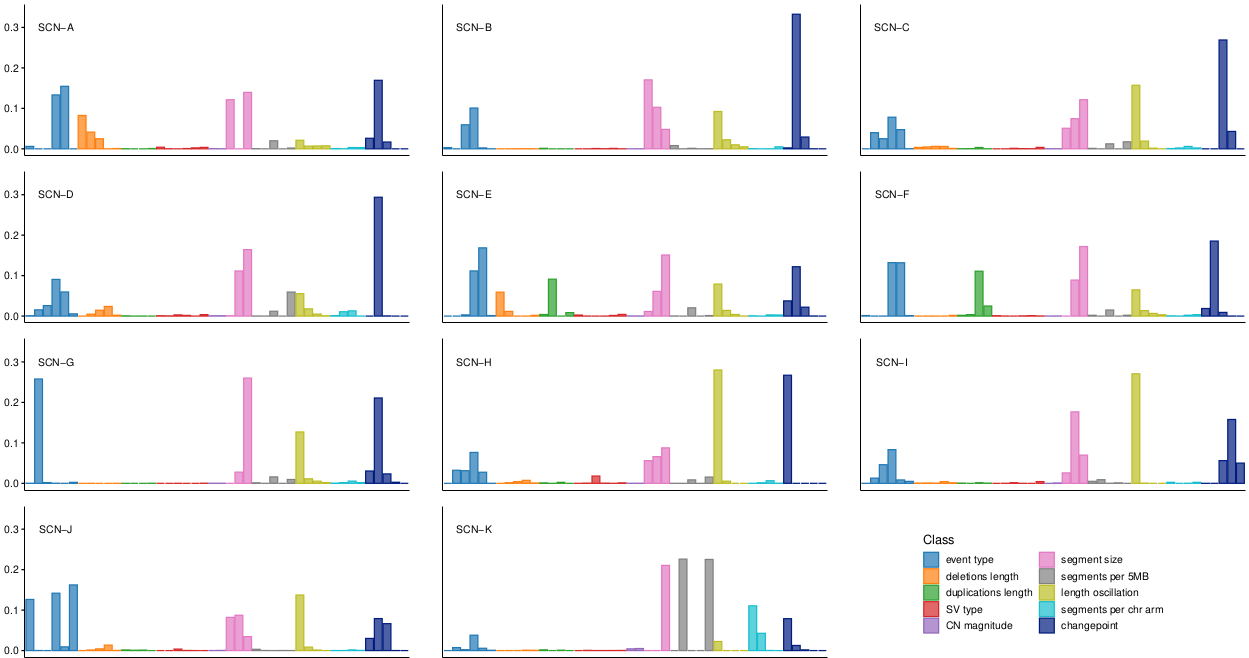 SCN−A
SCN−B
SCN−C
0.3
0.2
0.1
0.0
SCN−D
SCN−E
SCN−F
0.3
0.2
0.1
0.0
SCN−G
SCN−H
SCN−I
0.3
0.2
0.1
0.0
SCN−J
SCN−K
0.3
0.2
0.1
0.0
Class
event type
segment size
deletions length
segments per 5MB
duplications length
length oscillation
SV type
segments per chr arm
CN magnitude
changepoint